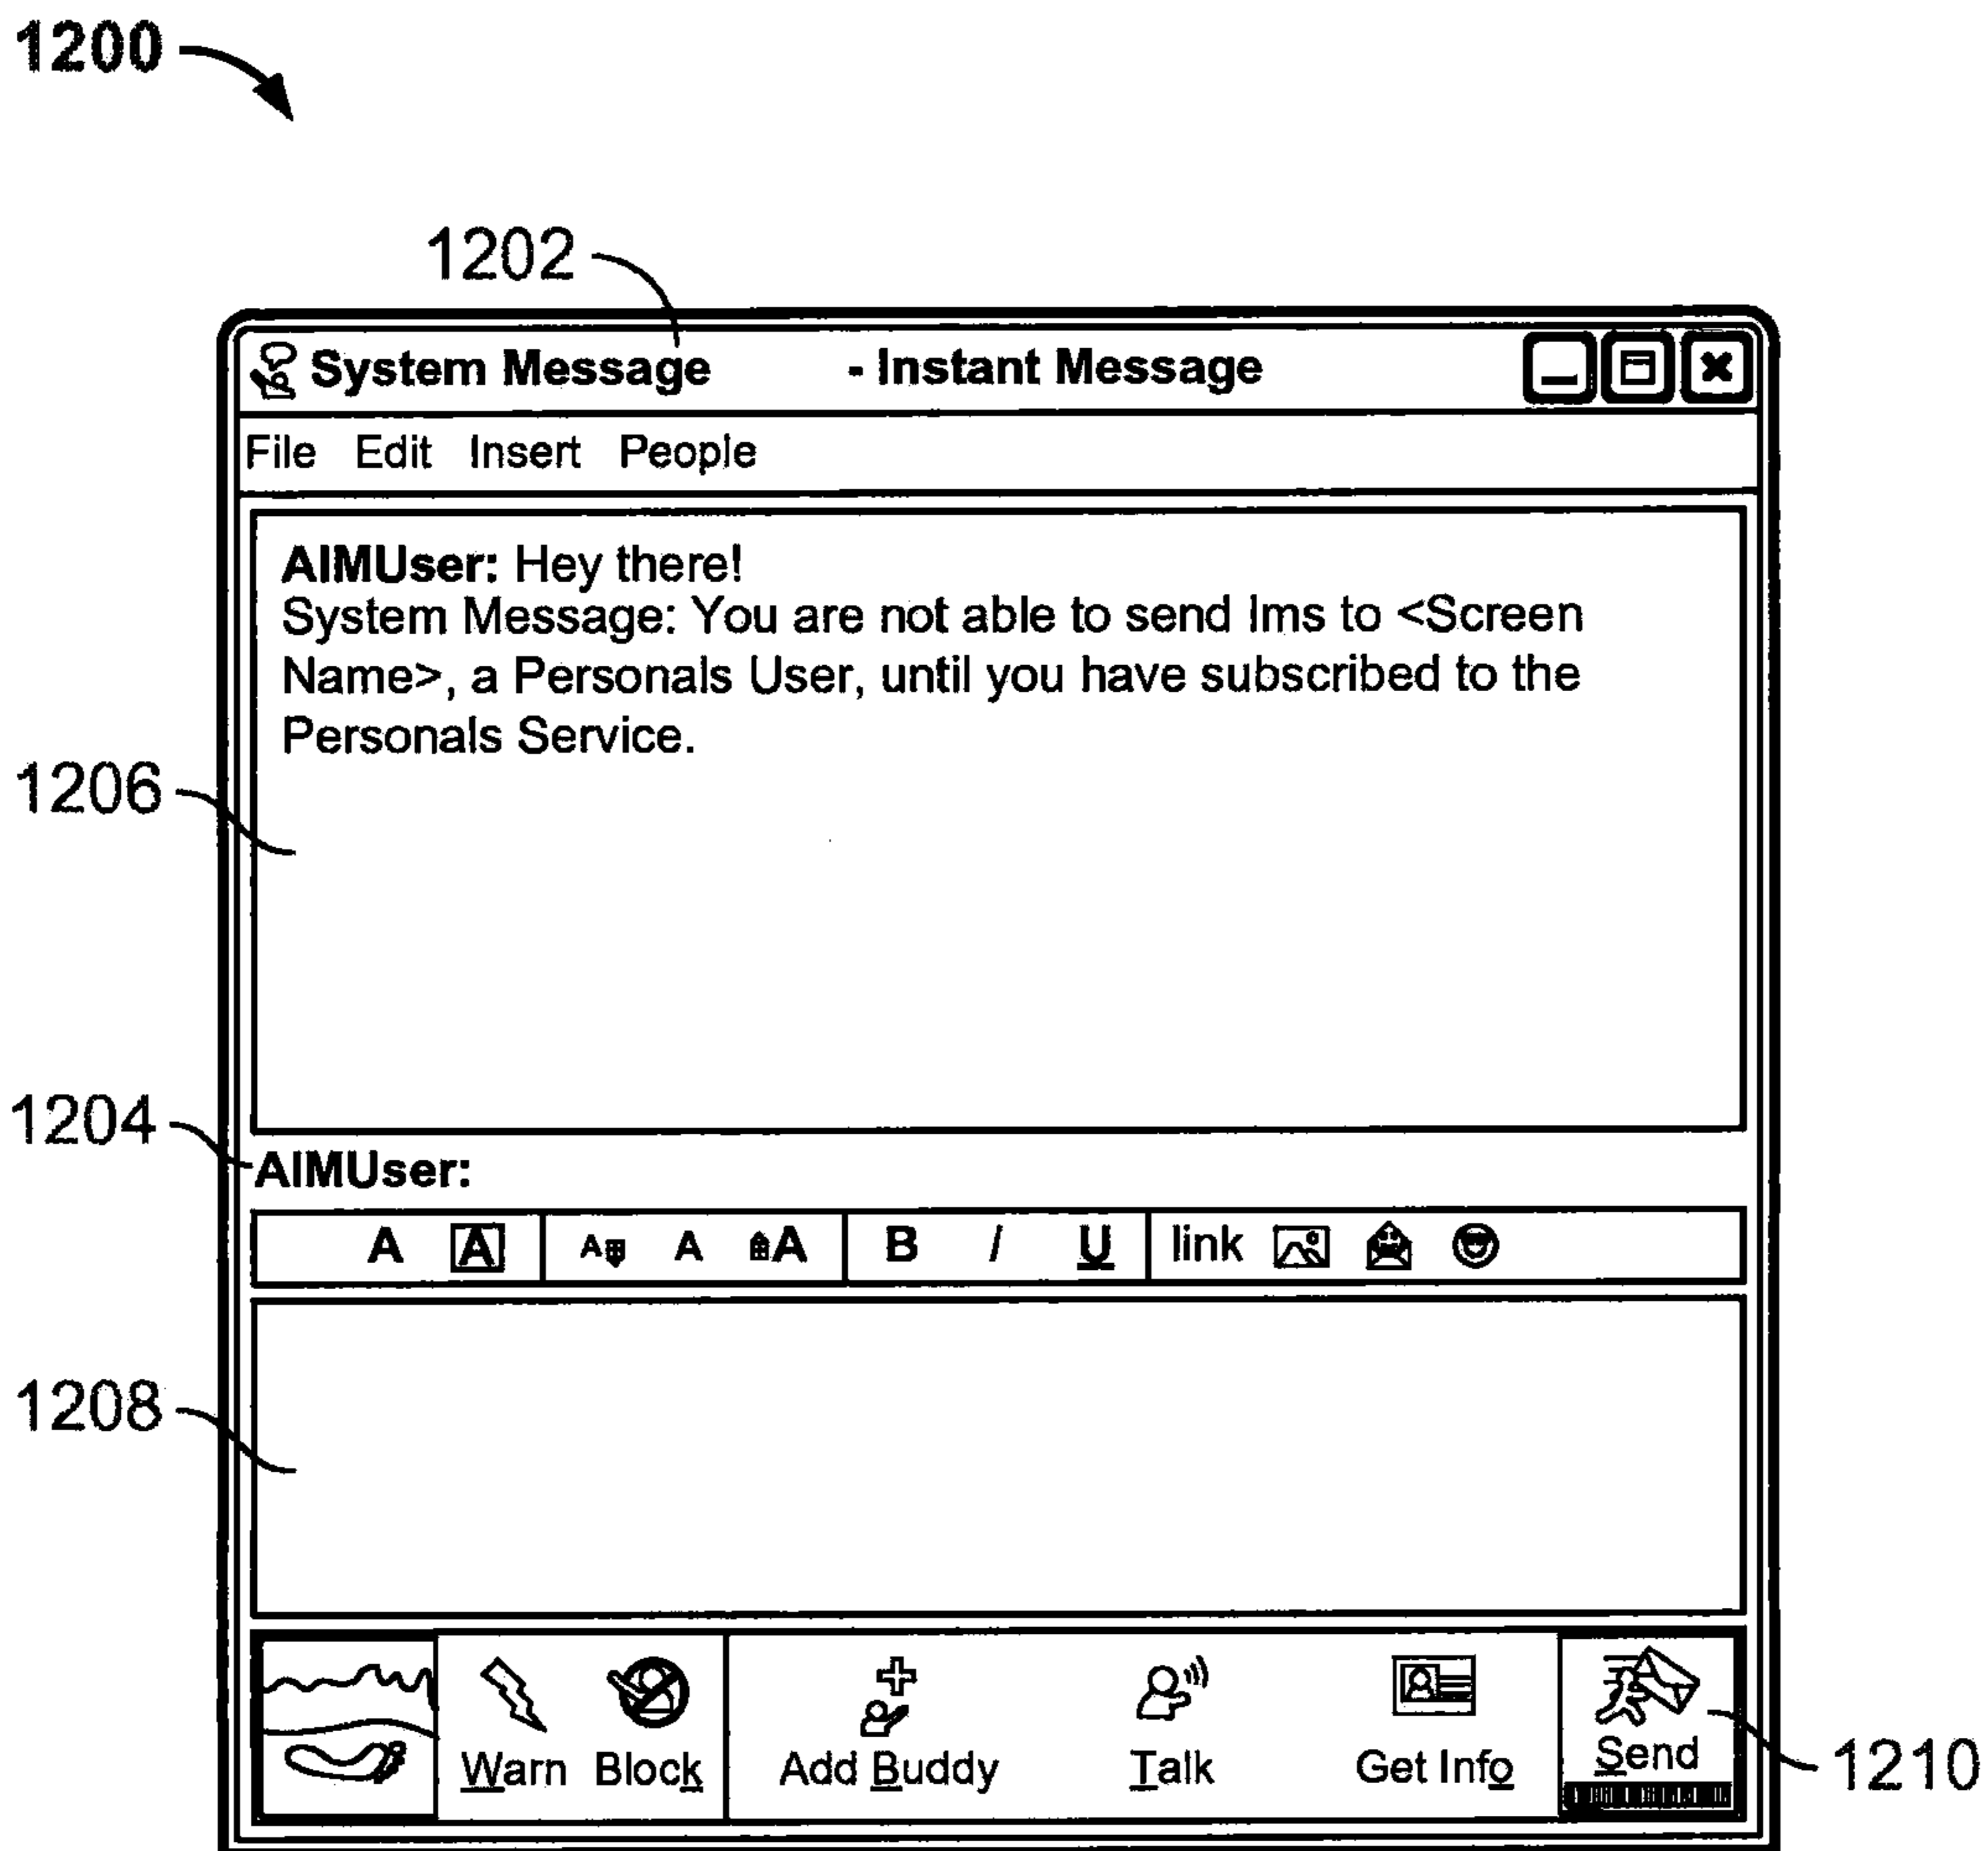 1200
1202
System Message - Instant Message
File Edit Insert People
AIMUser: Hey there!
System Message: You are not able to send Ims to <Screen
Name>, a Personals User, until you have subscribed to the
Personals Service.
1206
1204
AIMUser:
A A A A A B I U link
1208
Warn Block Add Buddy Talk Get Info Send
1210